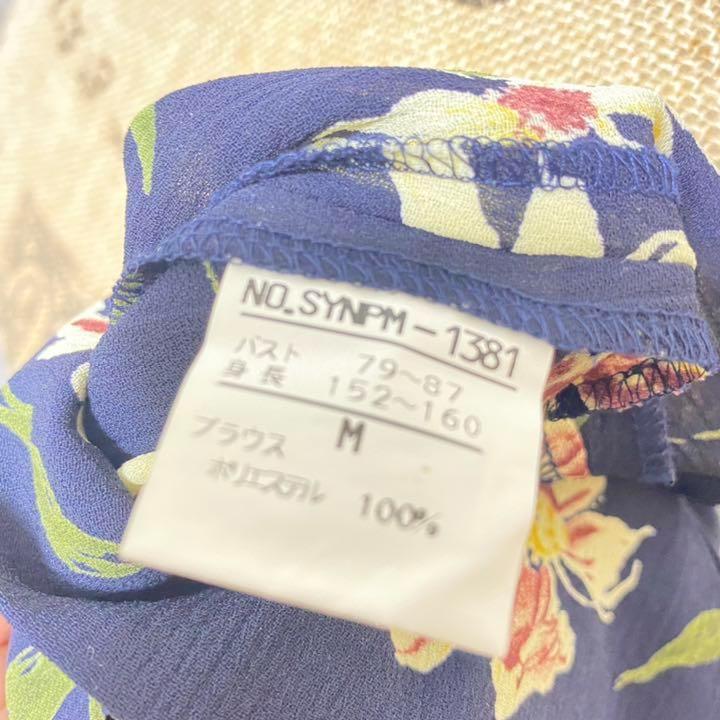 NO.SYNPM-1381
バスト 79〜87
身長 152〜160
M
ブラウス
ポリエステル 100%